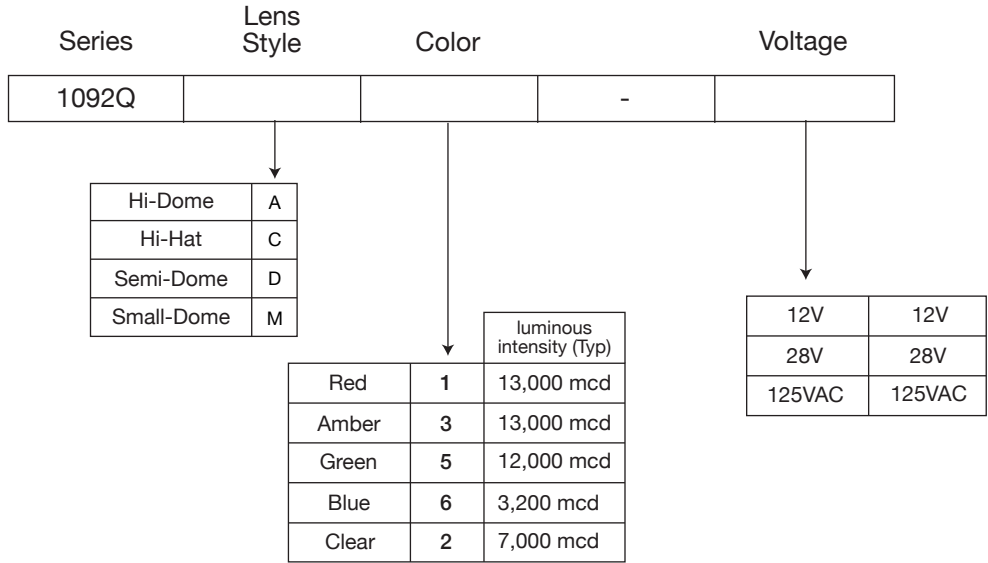 Series Lens Style Color Voltage
1092Q -
Hi-Dome A
Hi-Hat C
Semi-Dome D
Small-Dome M
luminous
intensity (Typ)
Red 1 13,000 mcd
Amber 3 13,000 mcd
Green 5 12,000 mcd
Blue 6 3,200 mcd
Clear 2 7,000 mcd
12V 12V
28V 28V
125VAC 125VAC